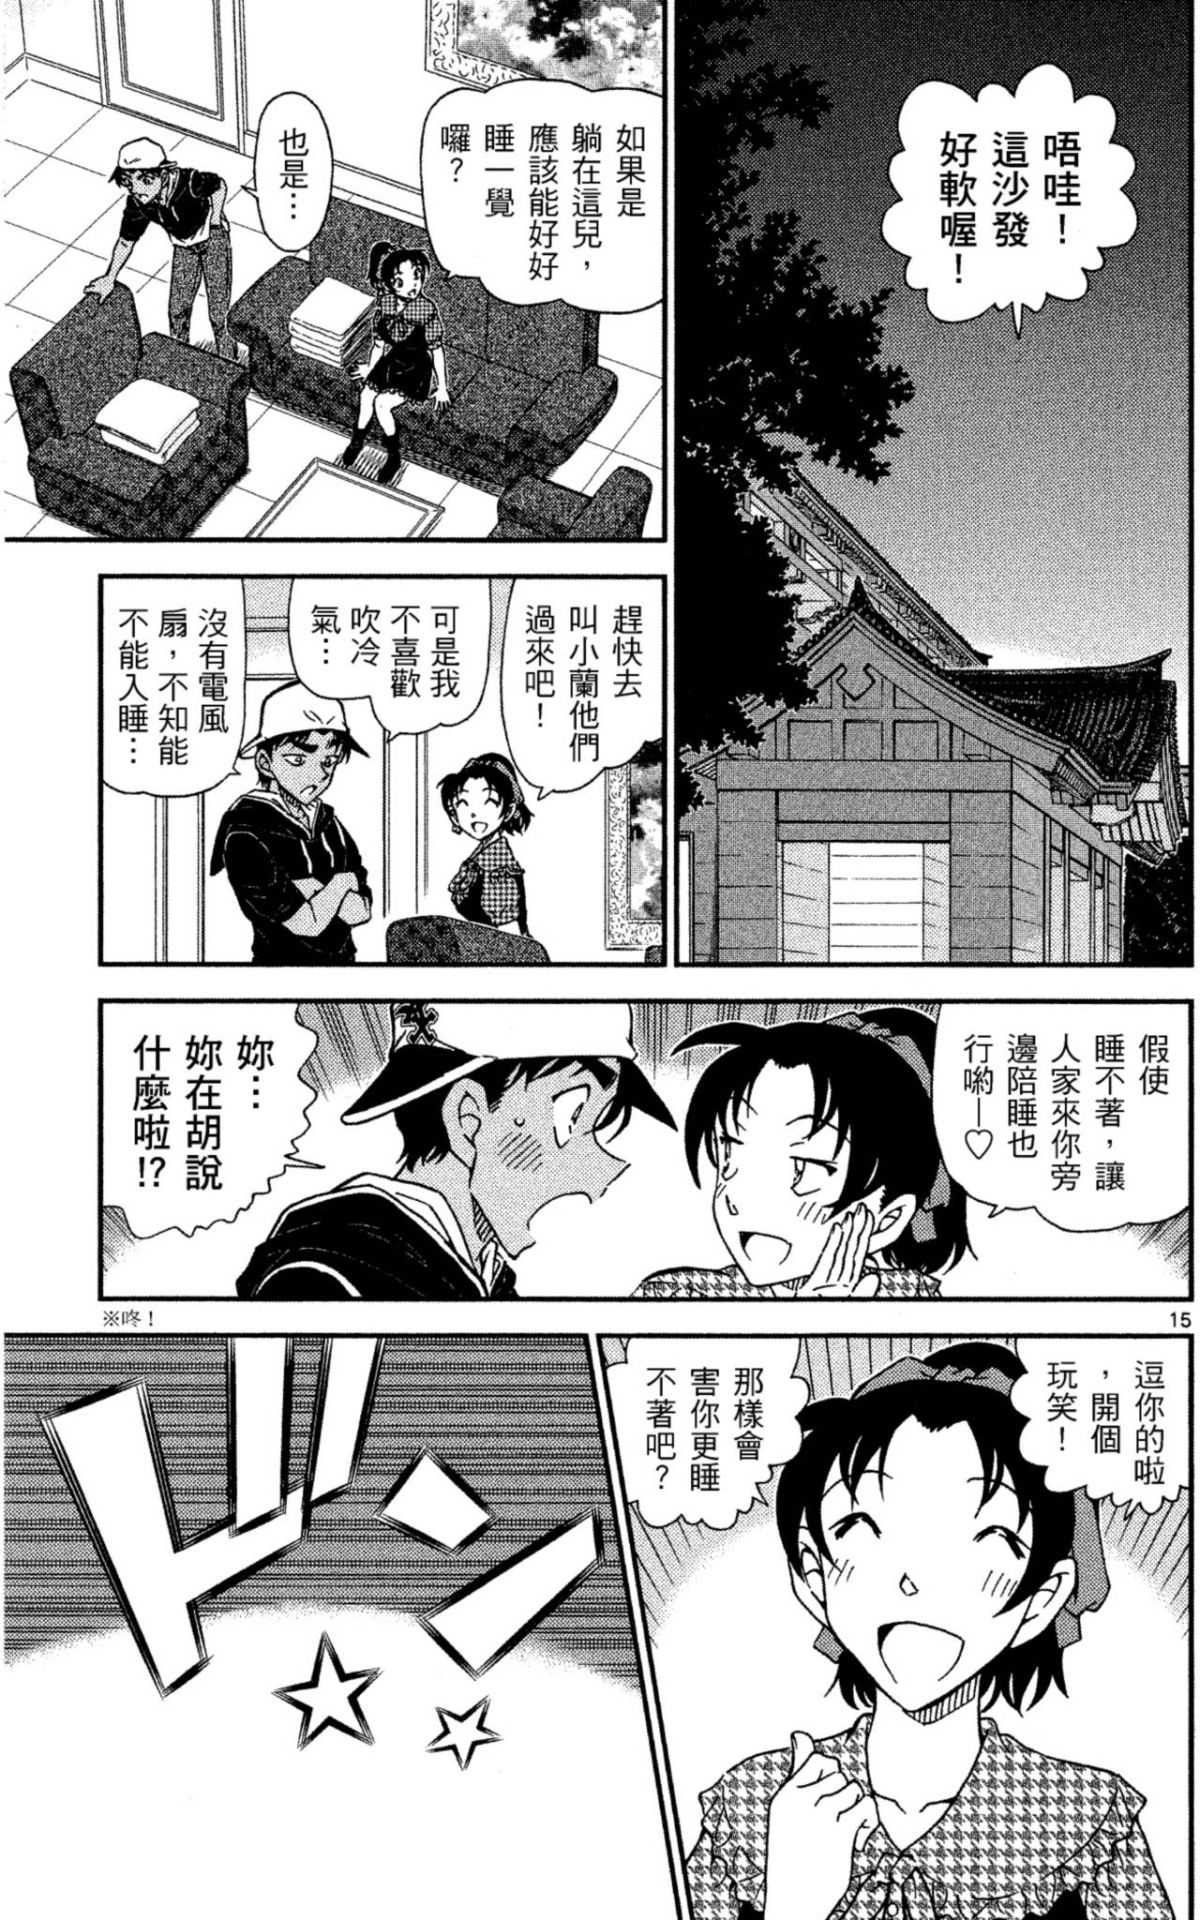 唔哇！
這沙發
好軟喔！
如果是
躺在這兒，
應該能好好
睡一覺
囉？
也是…
趕快去
叫小蘭他們
過來吧！
可是我
不喜歡
吹冷
氣…
沒有電風
扇，不知能
不能入睡…
假使
睡不著，讓
人家來你旁
邊陪睡也
行喲—♡
妳…
妳在胡說
什麼啦!?
15
逗你的啦
，開個
玩笑！
那樣會
害你更睡
不著吧？
※咚！
ドンッ